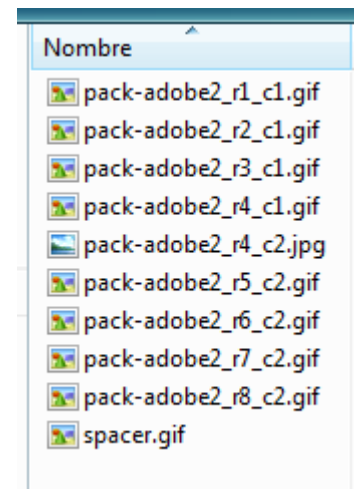 Nombre
pack-adobe2_r1_c1.gif
pack-adobe2_r2_c1.gif
pack-adobe2_r3_c1.gif
pack-adobe2_r4_c1.gif
pack-adobe2_r4_c2.jpg
pack-adobe2_r5_c2.gif
pack-adobe2_r6_c2.gif
pack-adobe2_r7_c2.gif
pack-adobe2_r8_c2.gif
spacer.gif